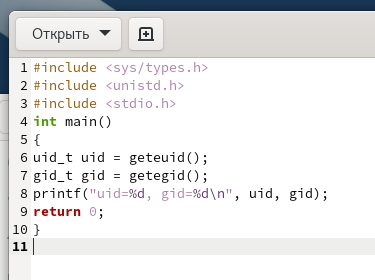 Открыть
1 #include <sys/types.h>
2 #include <unistd.h>
3 #include <stdio.h>
4 int main()
5 {
6 uid_t uid = geteuid();
7 gid_t gid = getegid();
8 printf("uid=%d, gid=%d\n", uid, gid);
9 return 0;
10 }
11